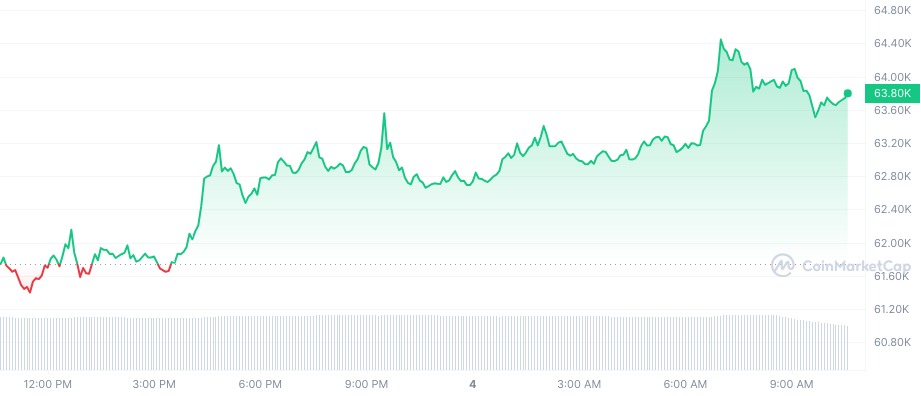 64.80K
64.40K
64.00K
63.80K
63.60K
63.20K
62.80K
62.40K
62.00K
61.60K
61.20K
60.80K
CoinMarketCap
12:00 PM 3:00 PM 6:00 PM 9:00 PM 4 3:00 AM 6:00 AM 9:00 AM